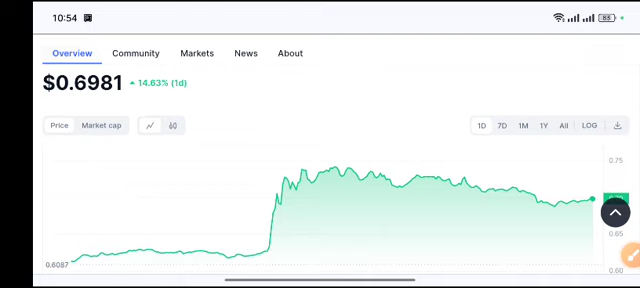 10:54
83
Overview Community Markets News About
$0.6981 14.63% (1d)
Price Market cap 1D 7D 1M 1Y All LOG
0.75
0.65
0.6087
0.60